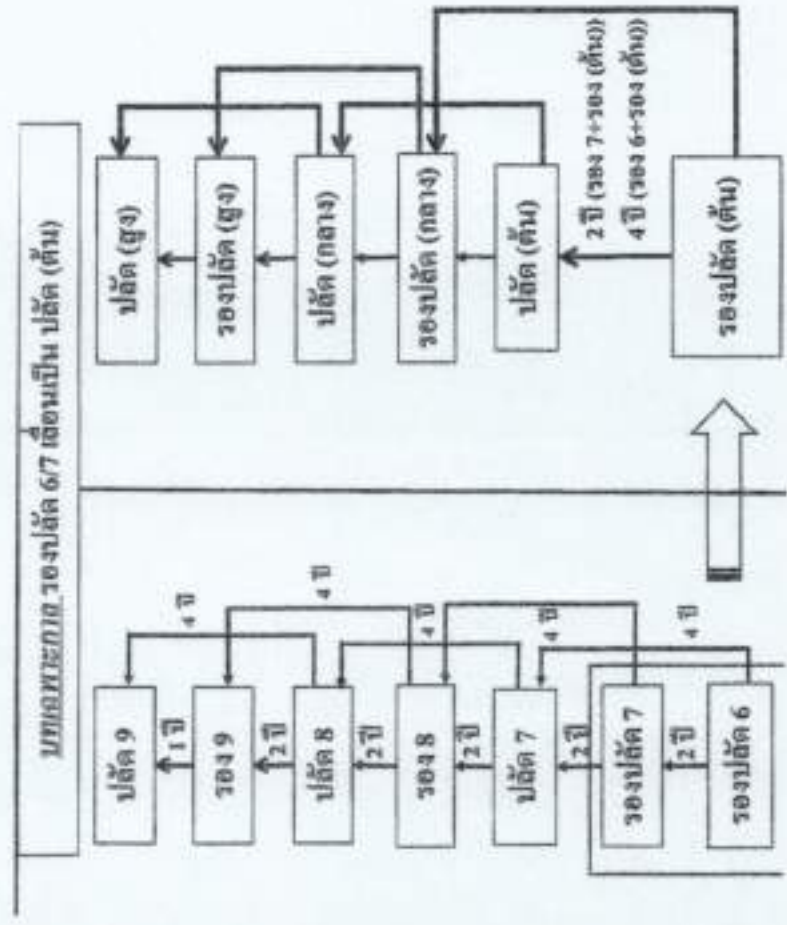 บทเฉพาะกาล รองปลัด 6/7 เลื่อนเป็น ปลัด (ต้น)
ปลัด 9
1 ปี
4 ปี
รอง 9
2 ปี
4 ปี
ปลัด 8
2 ปี
4 ปี
รอง 8
2 ปี
4 ปี
ปลัด 7
2 ปี
4 ปี
รองปลัด 7
2 ปี
รองปลัด 6
ปลัด (สูง)
รองปลัด (สูง)
ปลัด (กลาง)
รองปลัด (กลาง)
ปลัด (ต้น)
2 ปี (รอง 7+รอง (ต้น))
4 ปี (รอง 6+รอง (ต้น))
รองปลัด (ต้น)